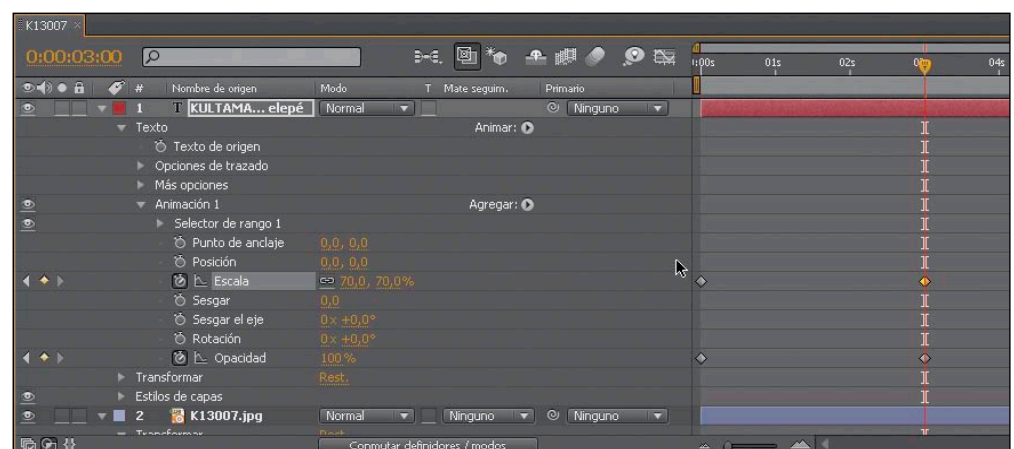 K13007 ×
0:00:03:00
:00s 01s 02s 04s
# Nombre de origen Modo T Mate seguim. Primario
1 T KULTAMA... elepé Normal Ninguno
Texto Animar:
Texto de origen
Opciones de trazado
Más opciones
Animación 1 Agregar:
Selector de rango 1
Punto de anclaje 0,0, 0,0
Posición 0,0, 0,0
Escala 70,0, 70,0%
Sesgar 0,0
Sesgar el eje 0× +0,0°
Rotación 0× +0,0°
Opacidad 100 %
Transformar Rest.
Estilos de capas
2 K13007.jpg Normal Ninguno Ninguno
Transformar Rest.
Conmutar definidores / modos